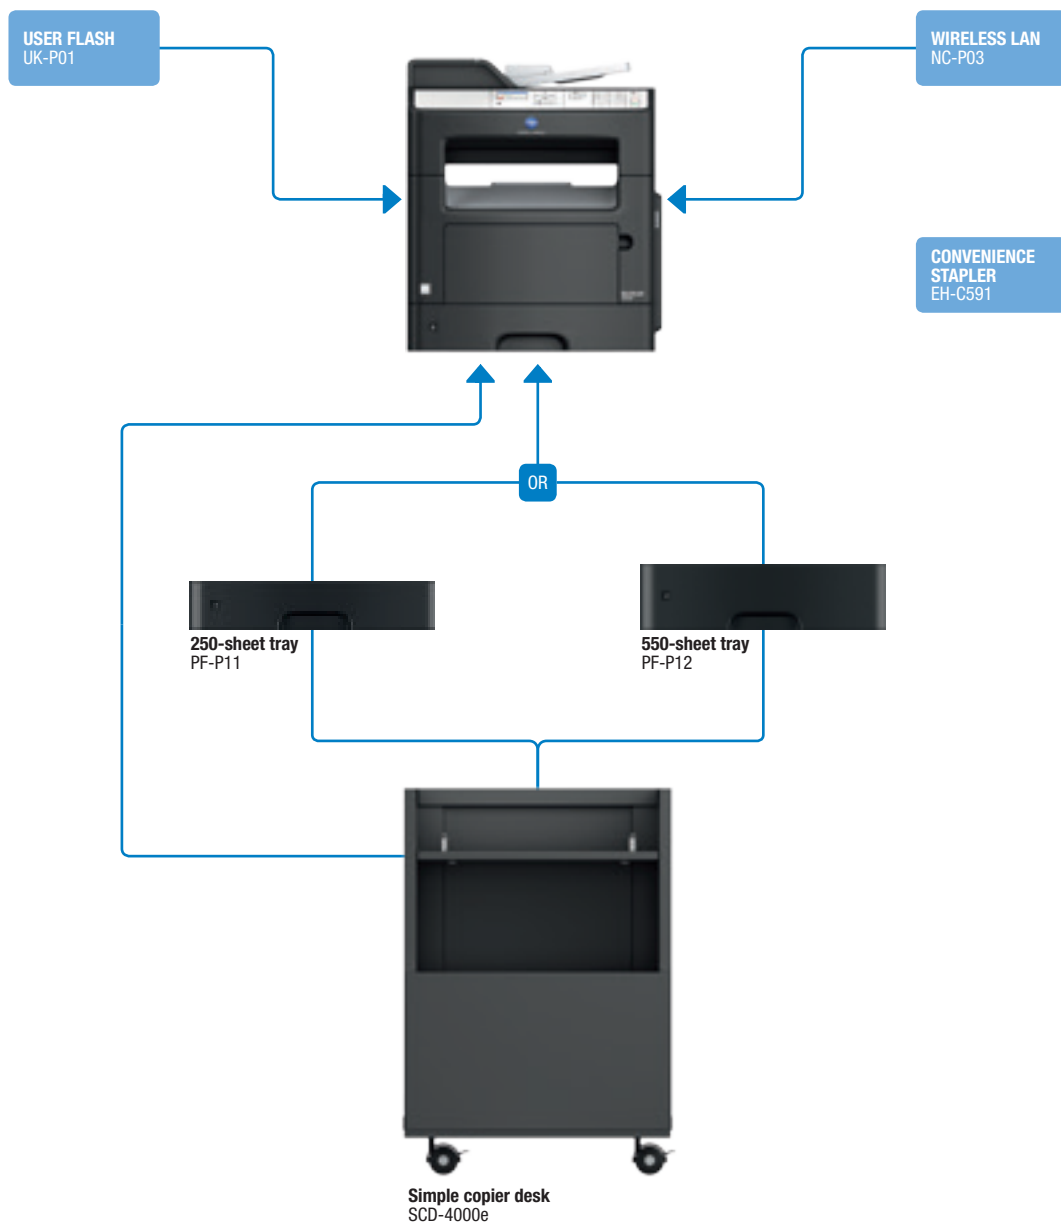 USER FLASH
UK-P01
WIRELESS LAN
NC-P03
CONVENIENCE
STAPLER
EH-C591
OR
250-sheet tray
PF-P11
550-sheet tray
PF-P12
Simple copier desk
SCD-4000e